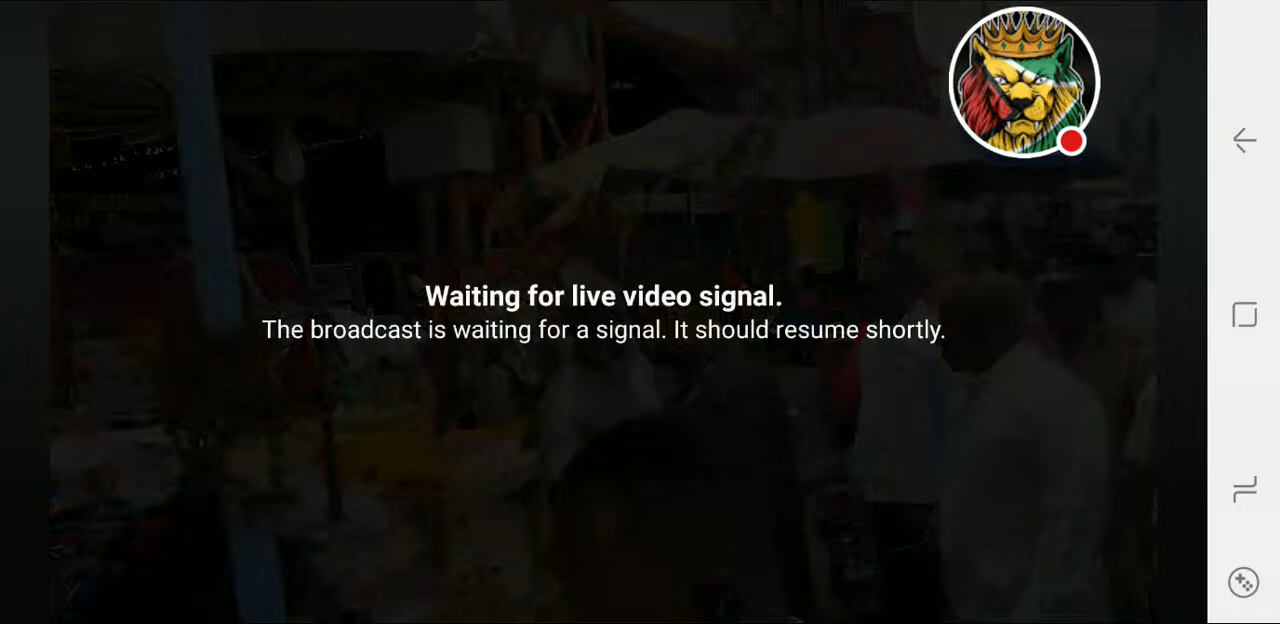 Waiting for live video signal.
The broadcast is waiting for a signal. It should resume shortly.